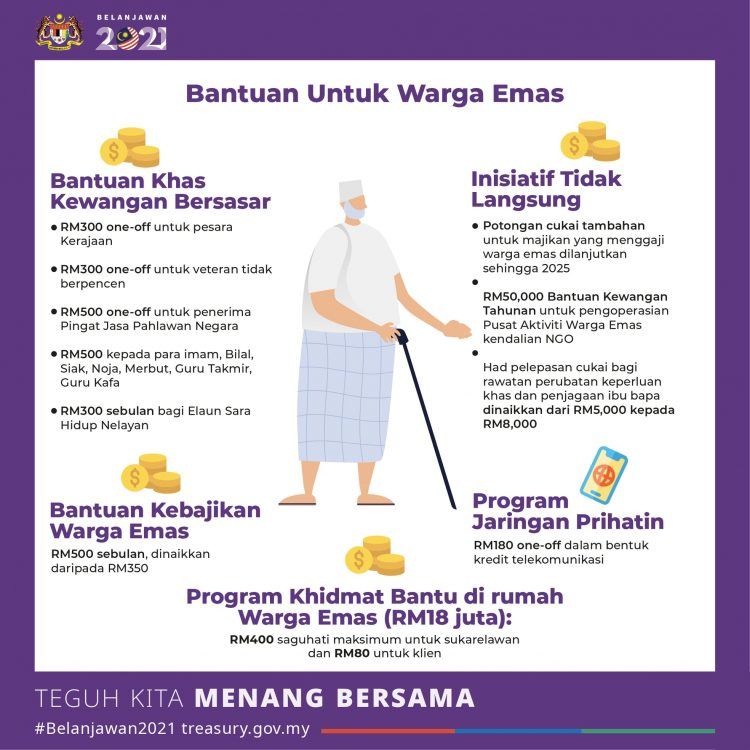 BELANJAWAN
2021
Bantuan Untuk Warga Emas
Bantuan Khas
Kewangan Bersasar
• RM300 one-off untuk pesara
Kerajaan
• RM300 one-off untuk veteran tidak
berpencen
• RM500 one-off untuk penerima
Pingat Jasa Pahlawan Negara
• RM500 kepada para imam, Bilal,
Siak, Noja, Merbut, Guru Takmir,
Guru Kafa
• RM300 sebulan bagi Elaun Sara
Hidup Nelayan
Bantuan Kebajikan
Warga Emas
RM500 sebulan, dinaikkan
daripada RM350
Inisiatif Tidak
Langsung
• Potongan cukai tambahan
untuk majikan yang menggaji
warga emas dilanjutkan
sehingga 2025
•
RM50,000 Bantuan Kewangan
Tahunan untuk pengoperasian
Pusat Aktiviti Warga Emas
kendalian NGO
•
Had pelepasan cukai bagi
rawatan perubatan keperluan
khas dan penjagaan ibu bapa
dinaikkan dari RM5,000 kepada
RM8,000
Program
Jaringan Prihatin
RM180 one-off dalam bentuk
kredit telekomunikasi
Program Khidmat Bantu di rumah
Warga Emas (RM18 juta):
RM400 saguhati maksimum untuk sukarelawan
dan RM80 untuk klien
TEGUH KITA MENANG BERSAMA
#Belanjawan2021 treasury.gov.my